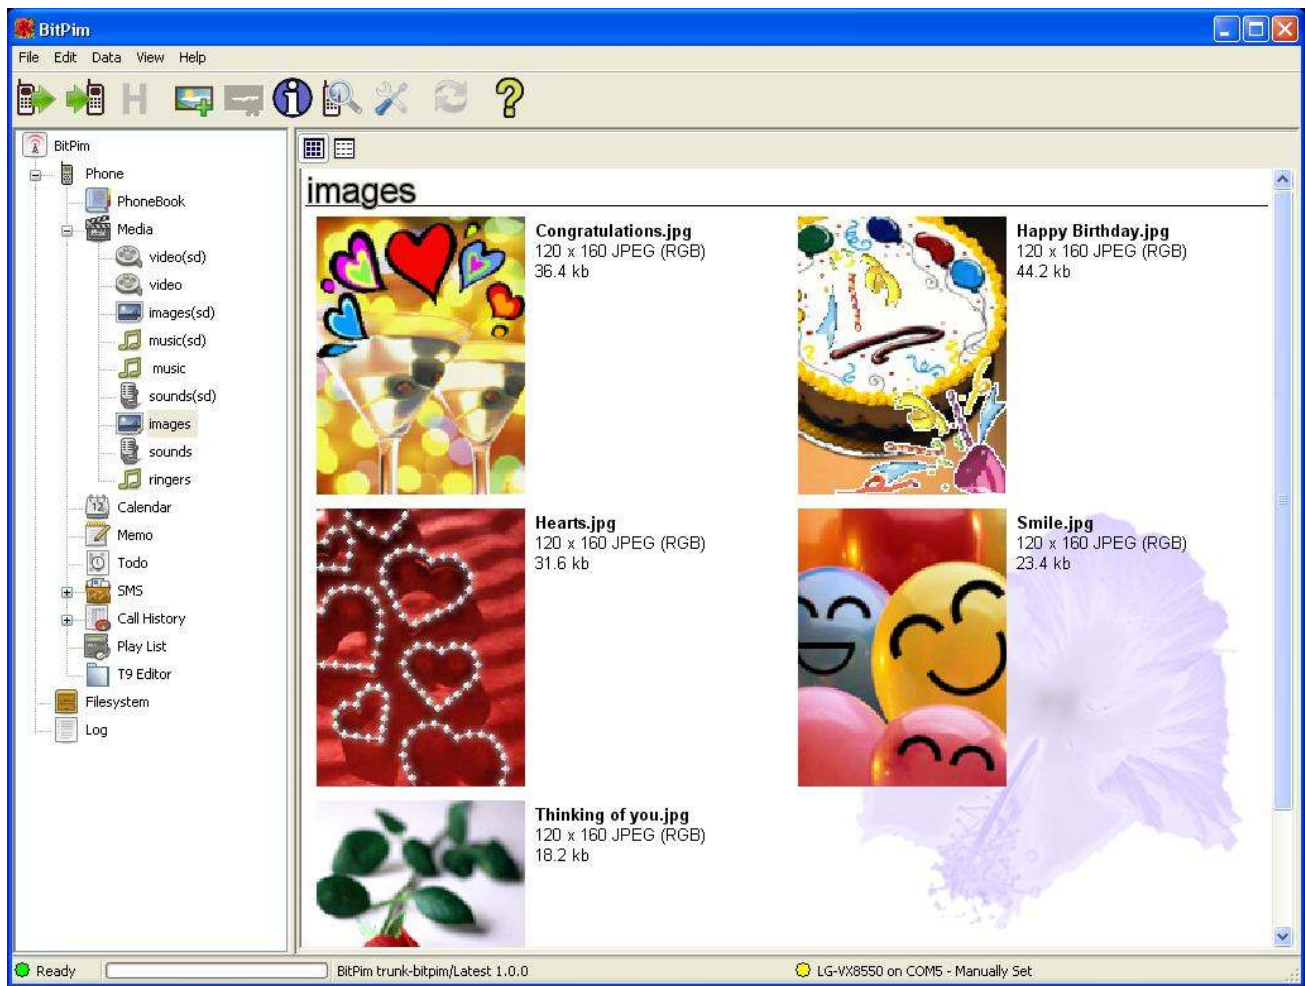 BitPim
File Edit Data View Help
BitPim
Phone
PhoneBook
Media
video(sd)
video
images(sd)
music(sd)
music
sounds(sd)
images
sounds
ringers
Calendar
Memo
Todo
SMS
Call History
Play List
T9 Editor
Filesystem
Log
images
Congratulations.jpg
120 x 160 JPEG (RGB)
36.4 kb
Happy Birthday.jpg
120 x 160 JPEG (RGB)
44.2 kb
Hearts.jpg
120 x 160 JPEG (RGB)
31.6 kb
Smile.jpg
120 x 160 JPEG (RGB)
23.4 kb
Thinking of you.jpg
120 x 160 JPEG (RGB)
18.2 kb
Ready
BitPim trunk-bitpim/Latest 1.0.0
LG-VX8550 on COM5 - Manually Set